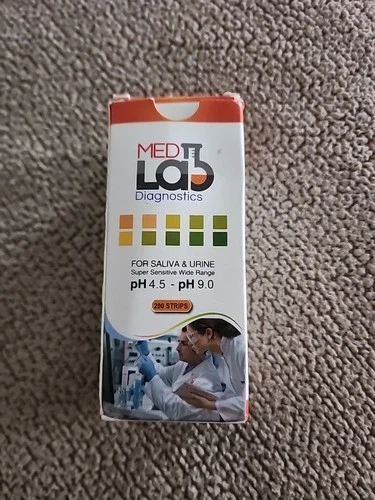 MED
Lab
Diagnostics
FOR SALIVA & URINE
Super Sensitive Wide Range
pH 4.5 - pH 9.0
200 STRIPS